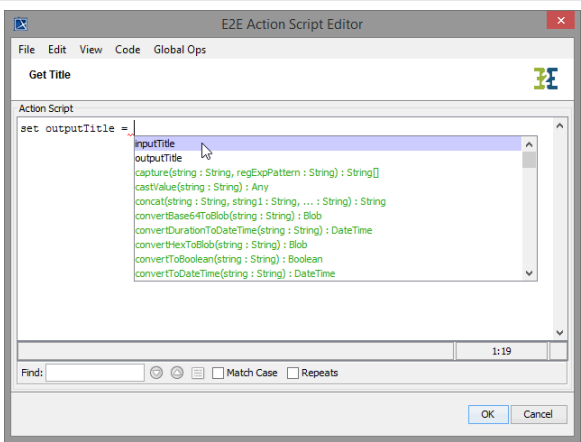 E2E Action Script Editor
File Edit View Code Global Ops
Get Title
E2E
Action Script
set outputTitle =
inputTitle
outputTitle
capture(string : String, regExpPattern : String) : String[]
castValue(string : String) : Any
concat(string : String, string1 : String, ... : String) : String
convertBase64ToBlob(string : String) : Blob
convertDurationToDateTime(string : String) : DateTime
convertHexToBlob(string : String) : Blob
convertToBoolean(string : String) : Boolean
convertToDateTime(string : String) : DateTime
1:19
Find: Match Case Repeats
OK Cancel